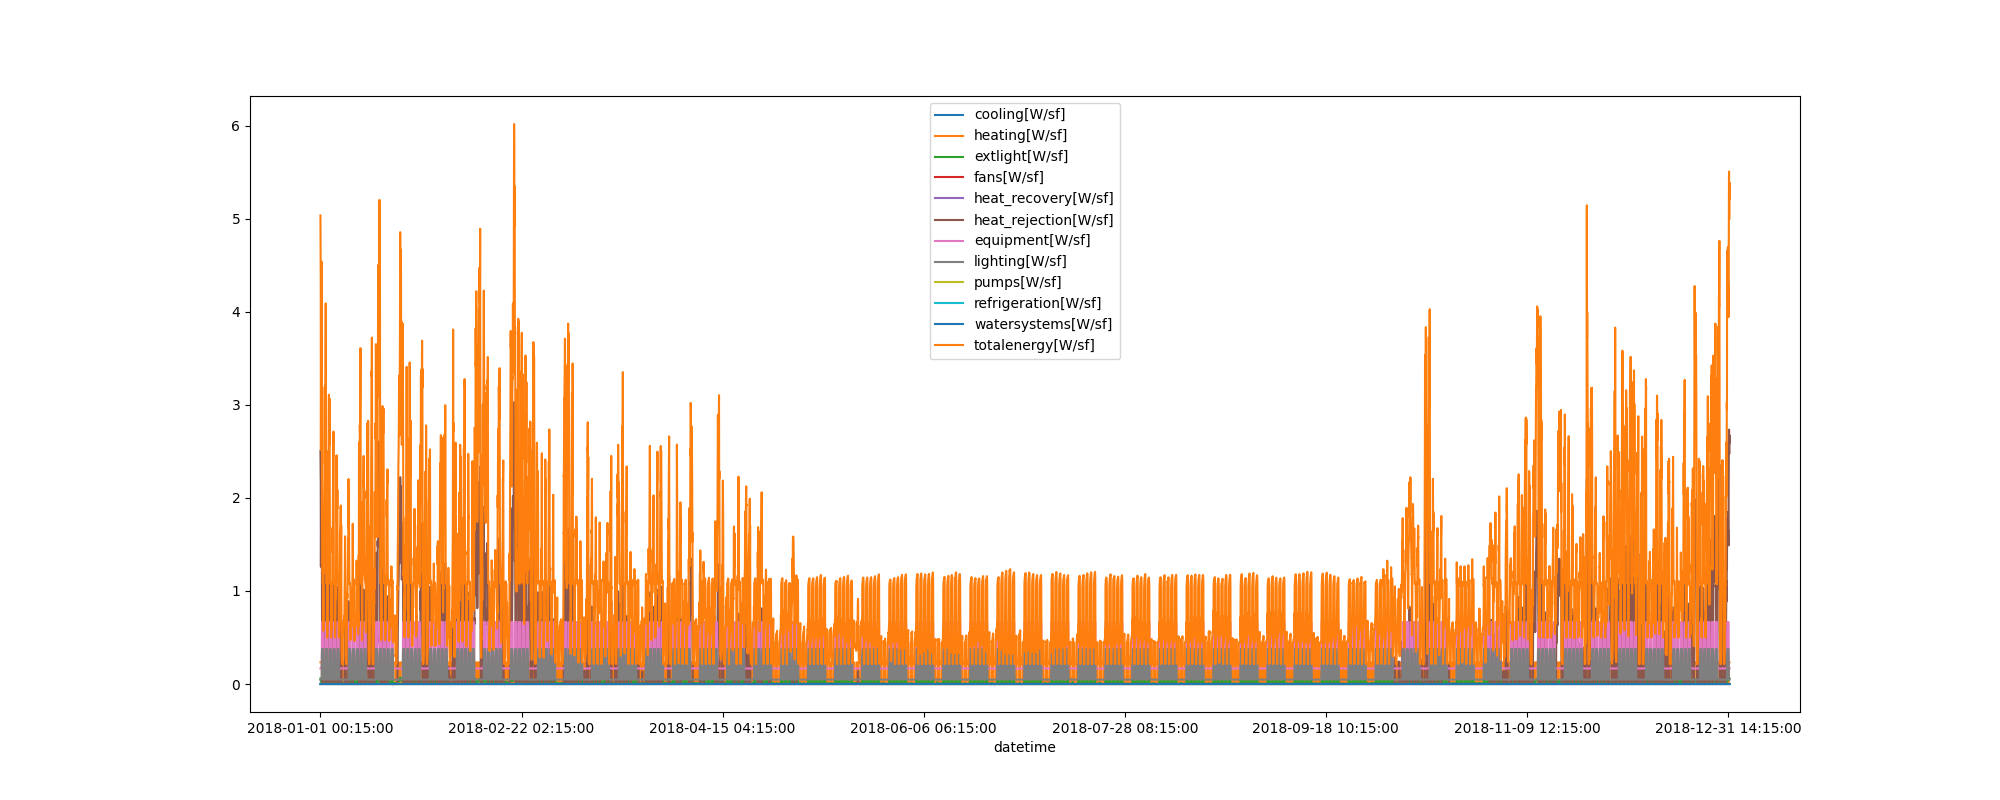 6
5
4
3
2
1
0
cooling[W/sf]
heating[W/sf]
extlight[W/sf]
fans[W/sf]
heat_recovery[W/sf]
heat_rejection[W/sf]
equipment[W/sf]
lighting[W/sf]
pumps[W/sf]
refrigeration[W/sf]
watersystems[W/sf]
totalenergy[W/sf]
2018-01-01 00:15:00 2018-02-22 02:15:00 2018-04-15 04:15:00 2018-06-06 06:15:00 2018-07-28 08:15:00 2018-09-18 10:15:00 2018-11-09 12:15:00 2018-12-31 14:15:00
datetime